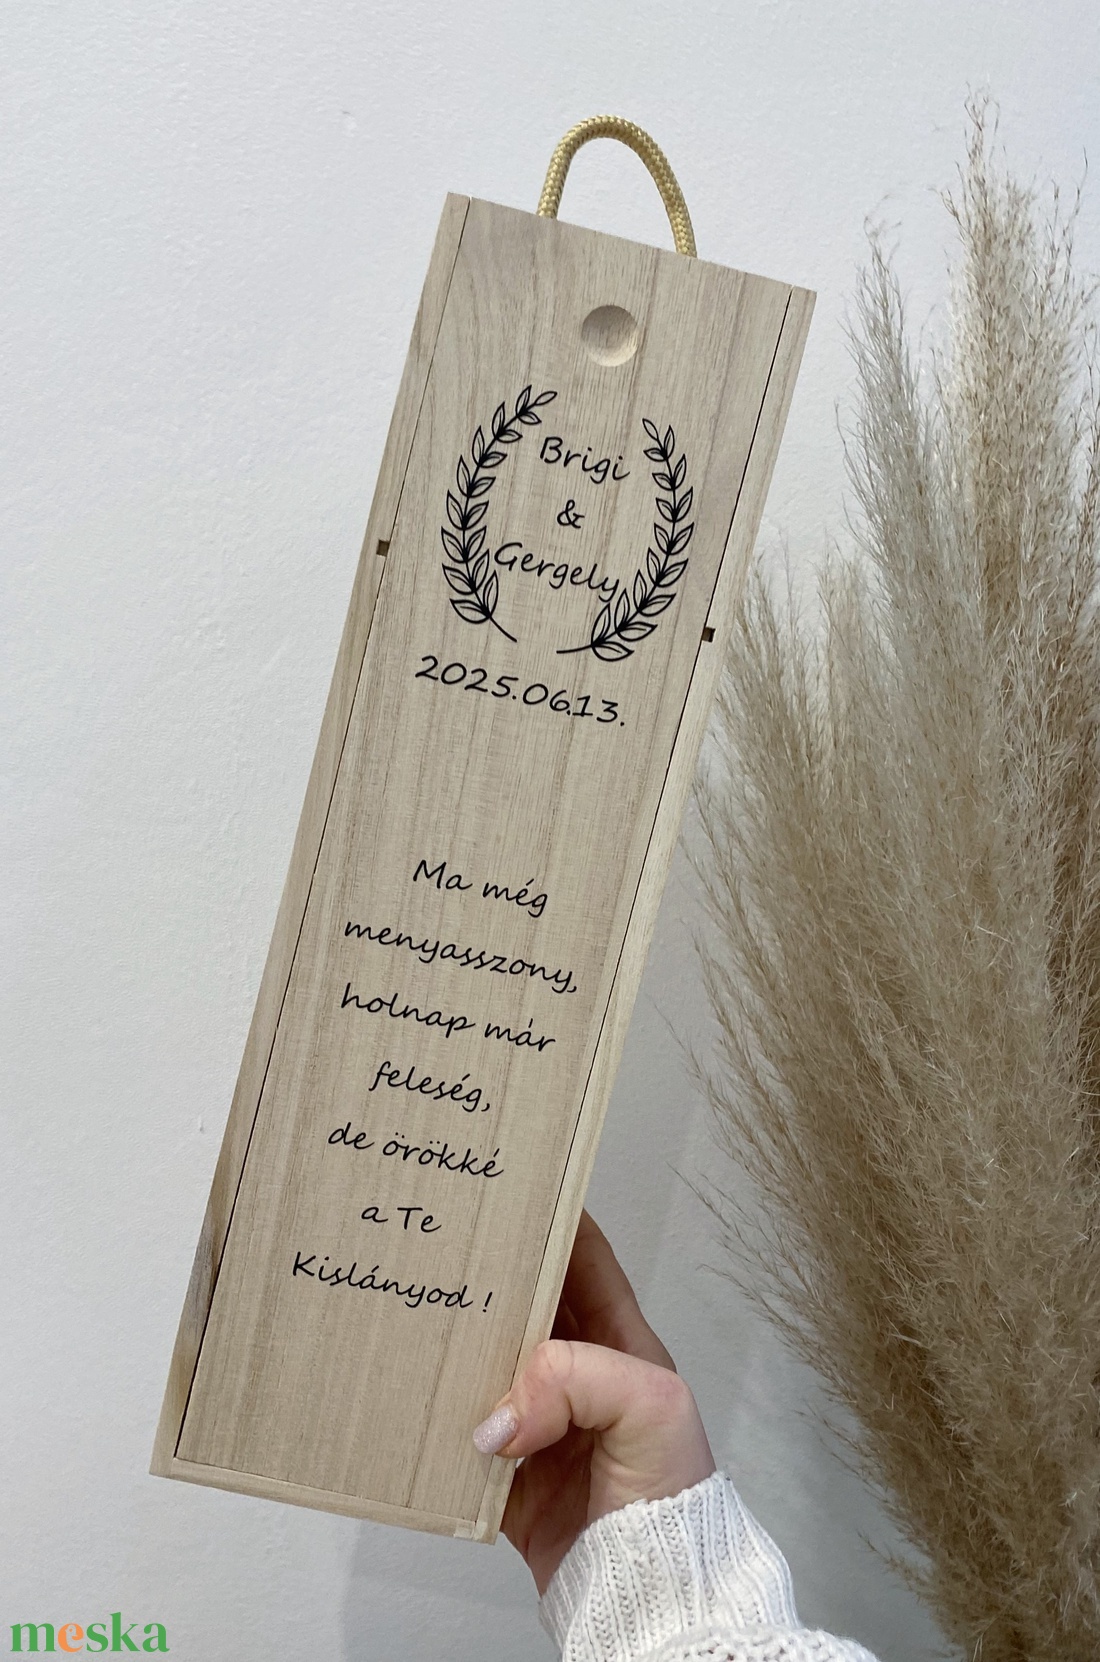 Brigi
&
Gergely
2025.06.13.
Ma még
menyasszony,
holnap már
feleség,
de örökké
a Te
Kislányod !
meska